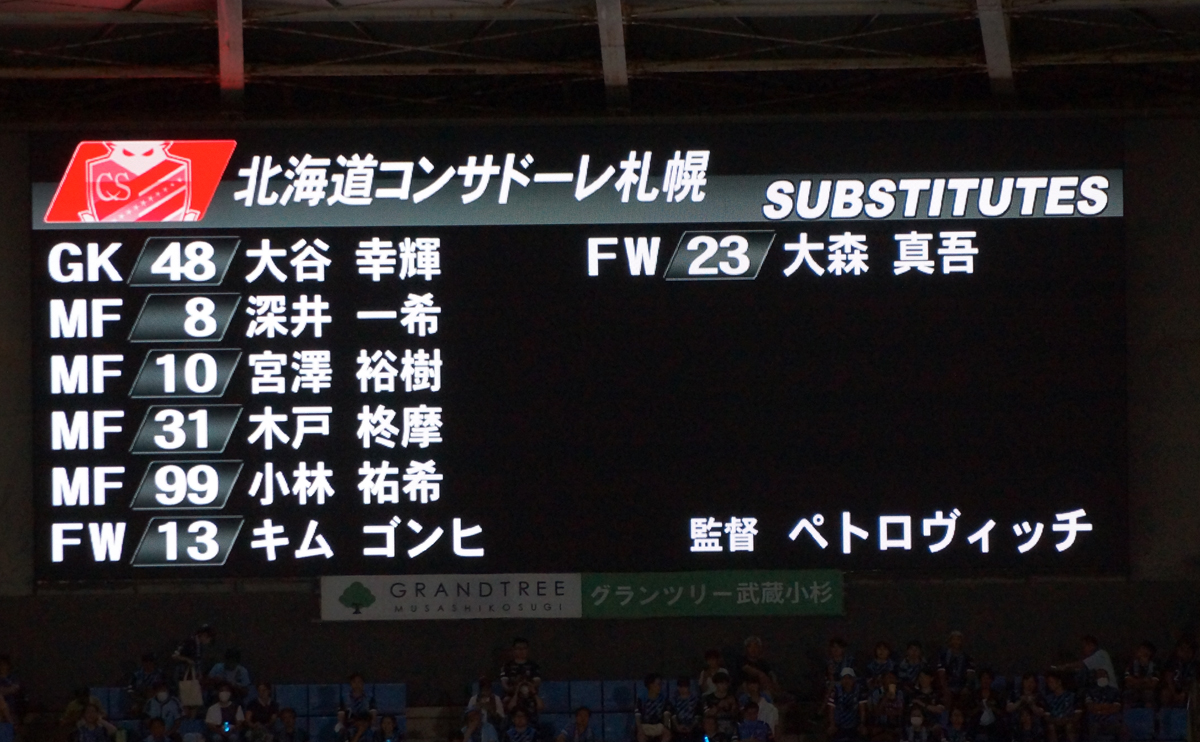 CS
北海道コンサドーレ札幌 SUBSTITUTES
GK 48 大谷 幸輝
MF 8 深井 一希
MF 10 宮澤 裕樹
MF 31 木戸 柊摩
MF 99 小林 祐希
FW 13 キム ゴンヒ
FW 23 大森 真吾
監督 ペトロヴィッチ
GRANDTREE
MUSASHIKOSUGI
グランツリー武蔵小杉